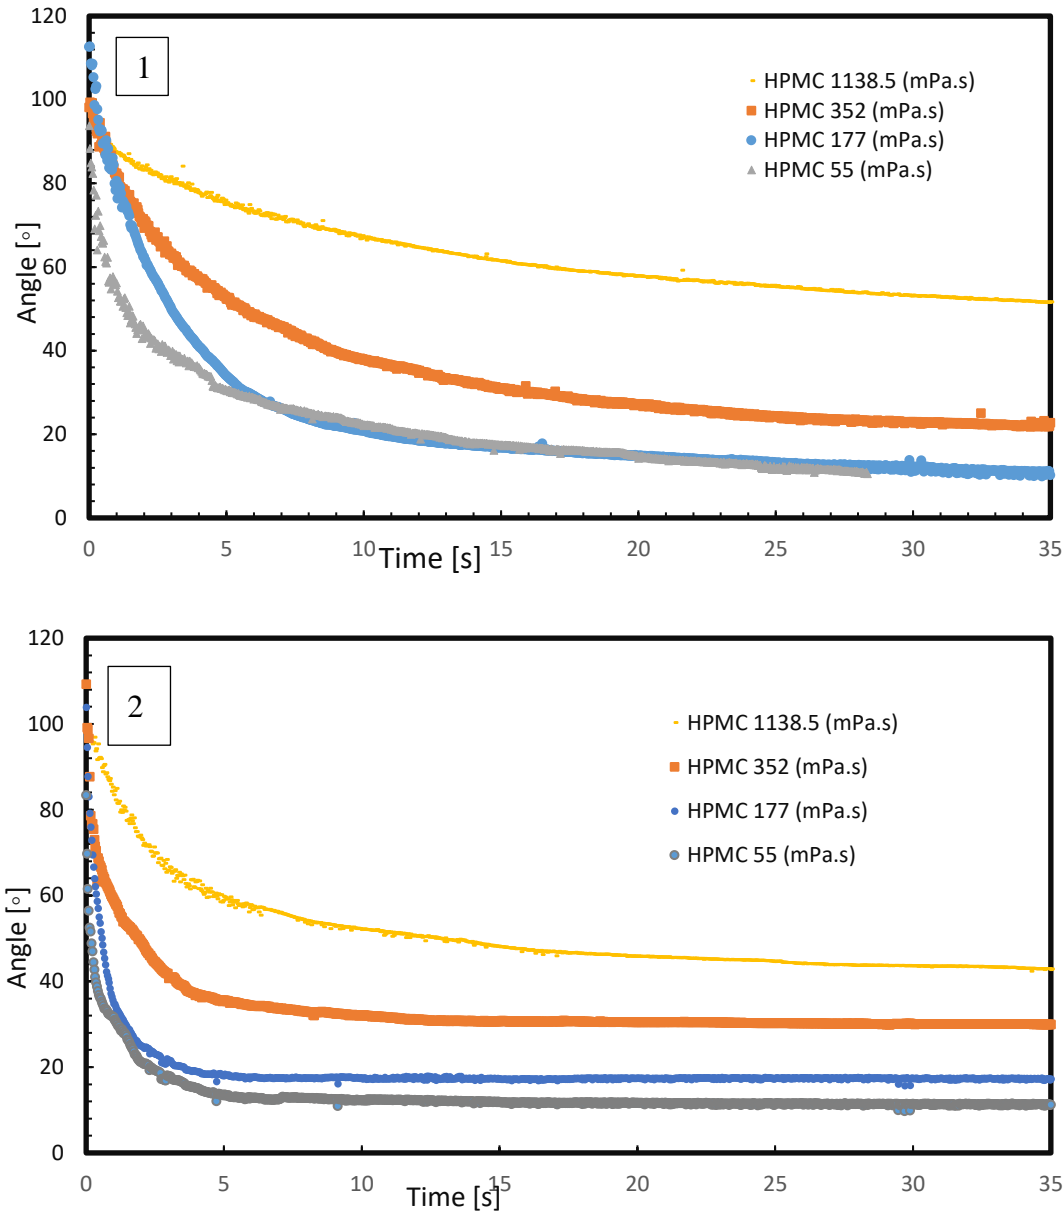 120
1
100
80
60
40
20
0
Angle [○]
HPMC 1138.5 (mPa.s)
HPMC 352 (mPa.s)
HPMC 177 (mPa.s)
HPMC 55 (mPa.s)
0 5 10 15 20 25 30 35
Time [s]
120
2
100
80
60
40
20
0
Angle [○]
HPMC 1138.5 (mPa.s)
HPMC 352 (mPa.s)
HPMC 177 (mPa.s)
HPMC 55 (mPa.s)
0 5 10 15 20 25 30 35
Time [s]